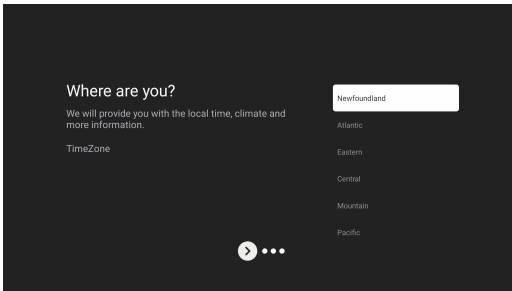 Where are you?
We will provide you with the local time, climate and
more information.
TimeZone
Newfoundland
Atlantic
Eastern
Central
Mountain
Pacific